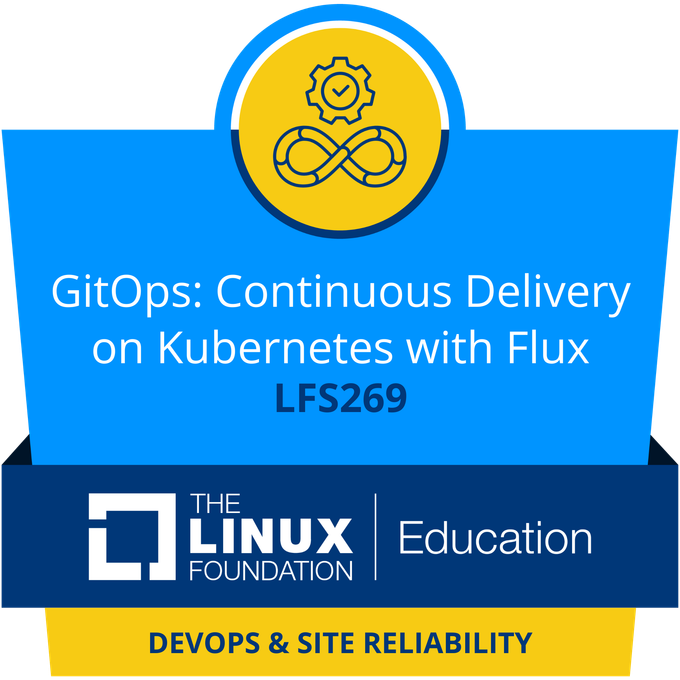 GitOps: Continuous Delivery
on Kubernetes with Flux
LFS269
THE
LINUX
FOUNDATION
Education
DEVOPS & SITE RELIABILITY